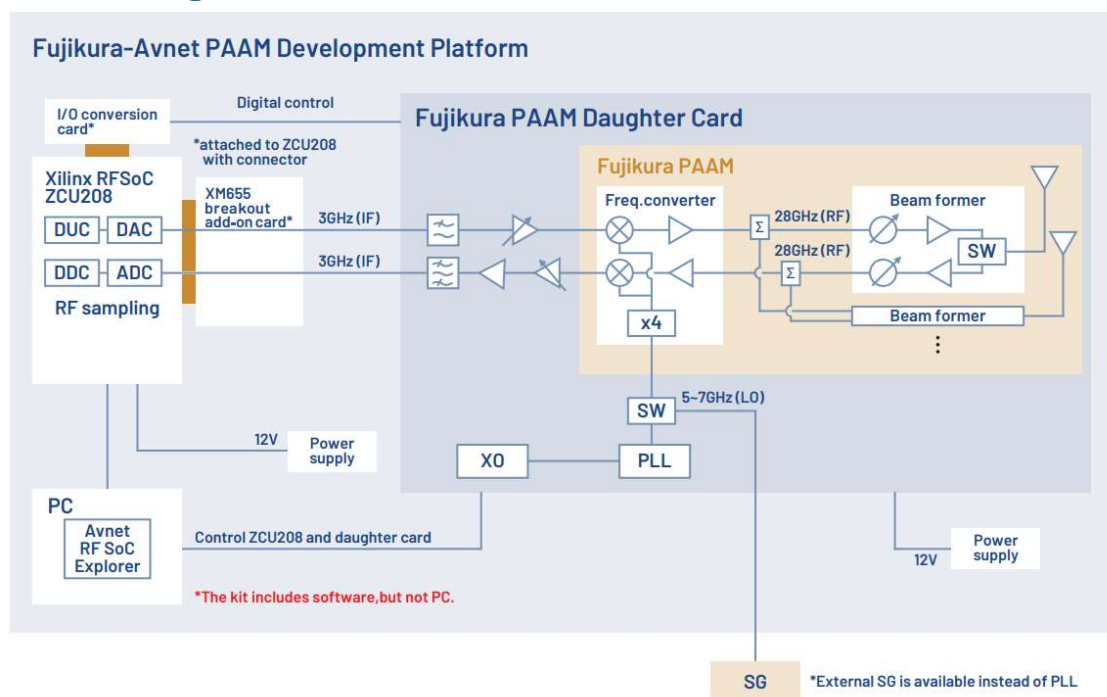 Fujikura-Avnet PAAM Development Platform
I/O conversion
card*
Digital control
*attached to ZCU208
with connector
Xilinx RFSoC
ZCU208
DUC
DAC
DDC
ADC
RF sampling
XM655
breakout
add-on card*
3GHz (IF)
3GHz (IF)
Fujikura PAAM Daughter Card
Fujikura PAAM
Freq.converter
x4
Σ
28GHz (RF)
28GHz (RF)
Σ
Beam former
SW
Beam former
SW
5~7GHz (LO)
XO
PLL
12V
Power
supply
PC
Avnet
RF SoC
Explorer
Control ZCU208 and daughter card
*The kit includes software,but not PC.
12V
Power
supply
SG
*External SG is available instead of PLL